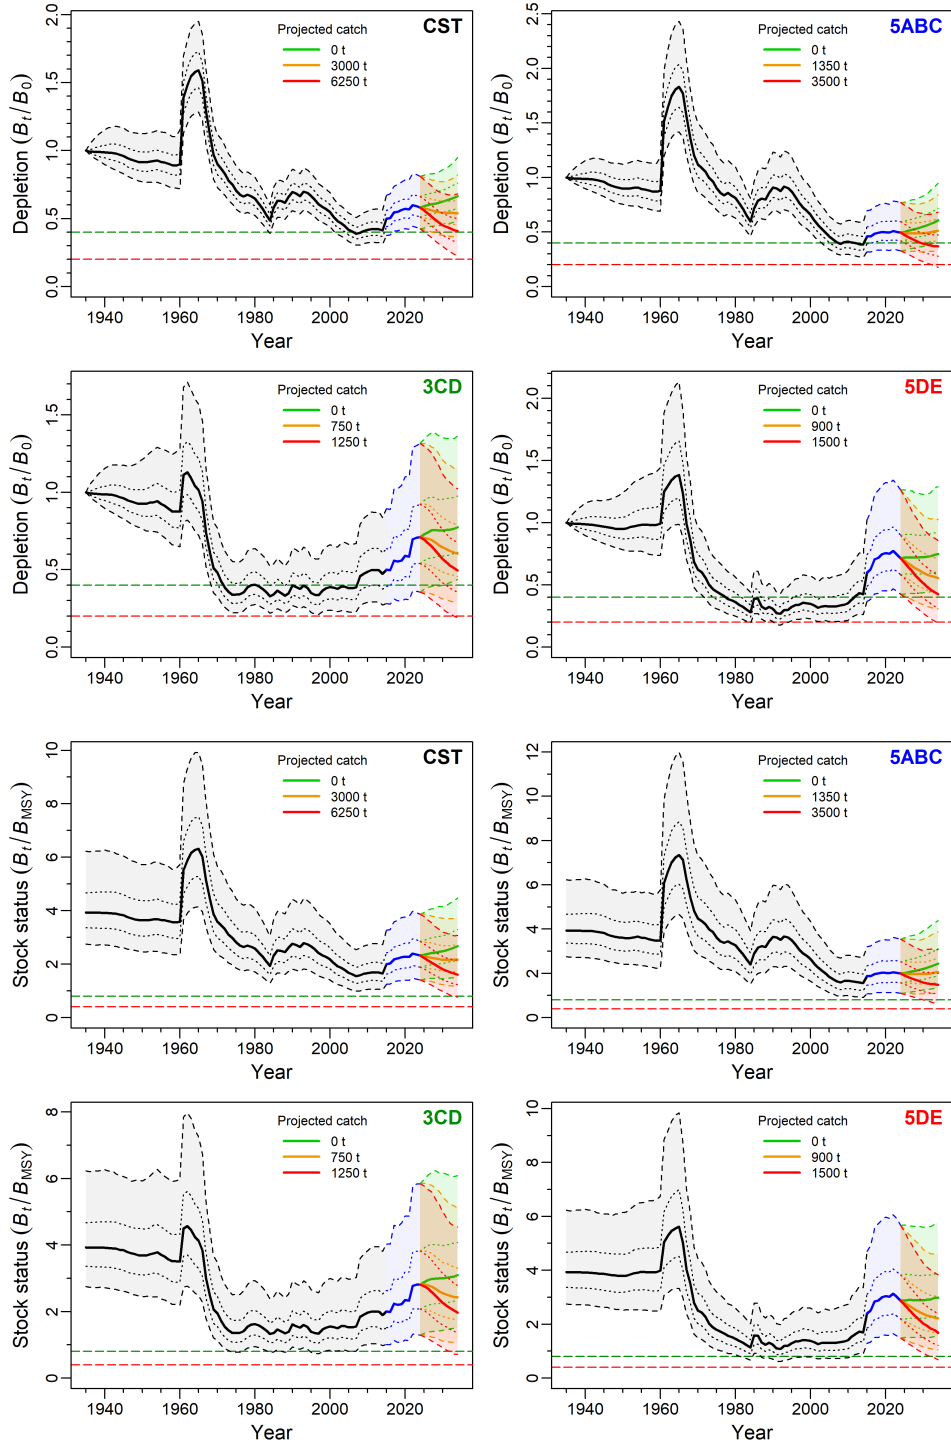 CST
Projected catch
0 t
3000 t
6250 t
Depletion (Bt/B0)
0.0 0.5 1.0 1.5 2.0
1940 1960 1980 2000 2020
Year
5ABC
Projected catch
0 t
1350 t
3500 t
Depletion (Bt/B0)
0.0 0.5 1.0 1.5 2.0 2.5
1940 1960 1980 2000 2020
Year
3CD
Projected catch
0 t
750 t
1250 t
Depletion (Bt/B0)
0.0 0.5 1.0 1.5
1940 1960 1980 2000 2020
Year
5DE
Projected catch
0 t
900 t
1500 t
Depletion (Bt/B0)
0.0 0.5 1.0 1.5 2.0
1940 1960 1980 2000 2020
Year
CST
Projected catch
0 t
3000 t
6250 t
Stock status (Bt/BMSY)
0 2 4 6 8 10
1940 1960 1980 2000 2020
Year
5ABC
Projected catch
0 t
1350 t
3500 t
Stock status (Bt/BMSY)
0 2 4 6 8 10 12
1940 1960 1980 2000 2020
Year
3CD
Projected catch
0 t
750 t
1250 t
Stock status (Bt/BMSY)
0 2 4 6 8
1940 1960 1980 2000 2020
Year
5DE
Projected catch
0 t
900 t
1500 t
Stock status (Bt/BMSY)
0 2 4 6 8 10
1940 1960 1980 2000 2020
Year